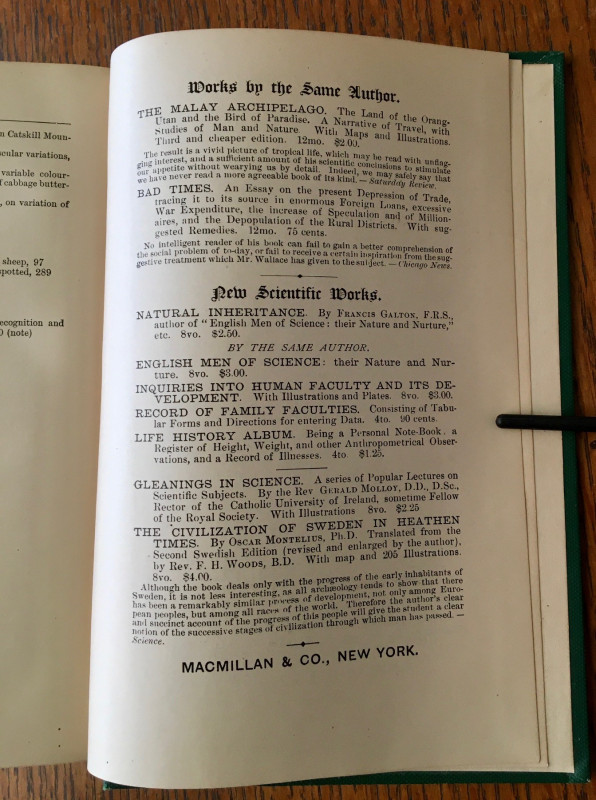 n Catskill Moun-
cular variations,
variable colour-
f cabbage butter-
, on variation of
sheep, 97
spotted, 289
ecognition and
0 (note)
Works by the Same Author.
THE MALAY ARCHIPELAGO. The Land of the Orang-
Utan and the Bird of Paradise. A Narrative of Travel, with
Studies of Man and Nature. With Maps and Illustrations.
Third and cheaper edition. 12mo. $2.00.
The result is a vivid picture of tropical life, which may be read with unflag-
ging interest, and a sufficient amount of his scientific conclusions to stimulate
our appetite without wearying us by detail. Indeed, we may safely say that
we have never read a more agreeable book of its kind. — Saturday Review.
BAD TIMES. An Essay on the present Depression of Trade,
tracing it to its source in enormous Foreign Loans, excessive
War Expenditure, the increase of Speculation and of Million-
aires, and the Depopulation of the Rural Districts. With sug-
gested Remedies. 12mo. 75 cents.
No intelligent reader of his book can fail to gain a better comprehension of
the social problem of to-day, or fail to receive a certain inspiration from the sug-
gestive treatment which Mr. Wallace has given to the subject. — Chicago News.
New Scientific Works.
NATURAL INHERITANCE. By FRANCIS GALTON, F.R.S.,
author of "English Men of Science: their Nature and Nurture,"
etc. 8vo. $2.50.
BY THE SAME AUTHOR.
ENGLISH MEN OF SCIENCE: their Nature and Nur-
ture. 8vo. $3.00.
INQUIRIES INTO HUMAN FACULTY AND ITS DE-
VELOPMENT. With Illustrations and Plates. 8vo. $3.00.
RECORD OF FAMILY FACULTIES. Consisting of Tabu-
lar Forms and Directions for entering Data. 4to. 90 cents.
LIFE HISTORY ALBUM. Being a Personal Note-Book, a
Register of Height, Weight, and other Anthropometrical Obser-
vations, and a Record of Illnesses. 4to $1.25.
GLEANINGS IN SCIENCE. A series of Popular Lectures on
Scientific Subjects. By the Rev GERALD MOLLOY, D.D., D.Sc.,
Rector of the Catholic University of Ireland, sometime Fellow
of the Royal Society. With Illustrations 8vo. $2.25
THE CIVILIZATION OF SWEDEN IN HEATHEN
TIMES. By OSCAR MONTELIUS, Ph.D. Translated from the
Second Swedish Edition (revised and enlarged by the author),
by Rev. F. H. WOODS, B.D. With map and 205 Illustrations.
8vo. $4.00.
Although the book deals only with the progress of the early inhabitants of
Sweden, it is not less interesting, as all archæology tends to show that there
has been a remarkably similar process of development, not only among Euro-
pean peoples, but among all races of the world. Therefore the author's clear
and succinct account of the progress of this people will give the student a clear
notion of the successive stages of civilization through which man has passed. —
Science.
MACMILLAN & CO., NEW YORK.